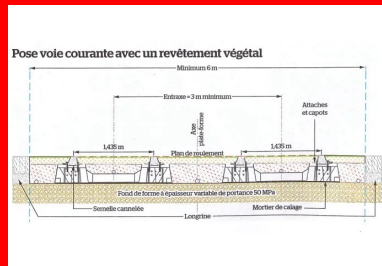 Pose voie courante avec un revêtement végétal
Minimum 6 m
Entraxe = 3 m minimum
Attaches
et capots
Axe
plate-forme
1,435 m
1,435 m
Plan de roulement
Fond de forme à épaisseur variable de portance 50 MPa
Semelle cannelée
Mortier de calage
Longrine